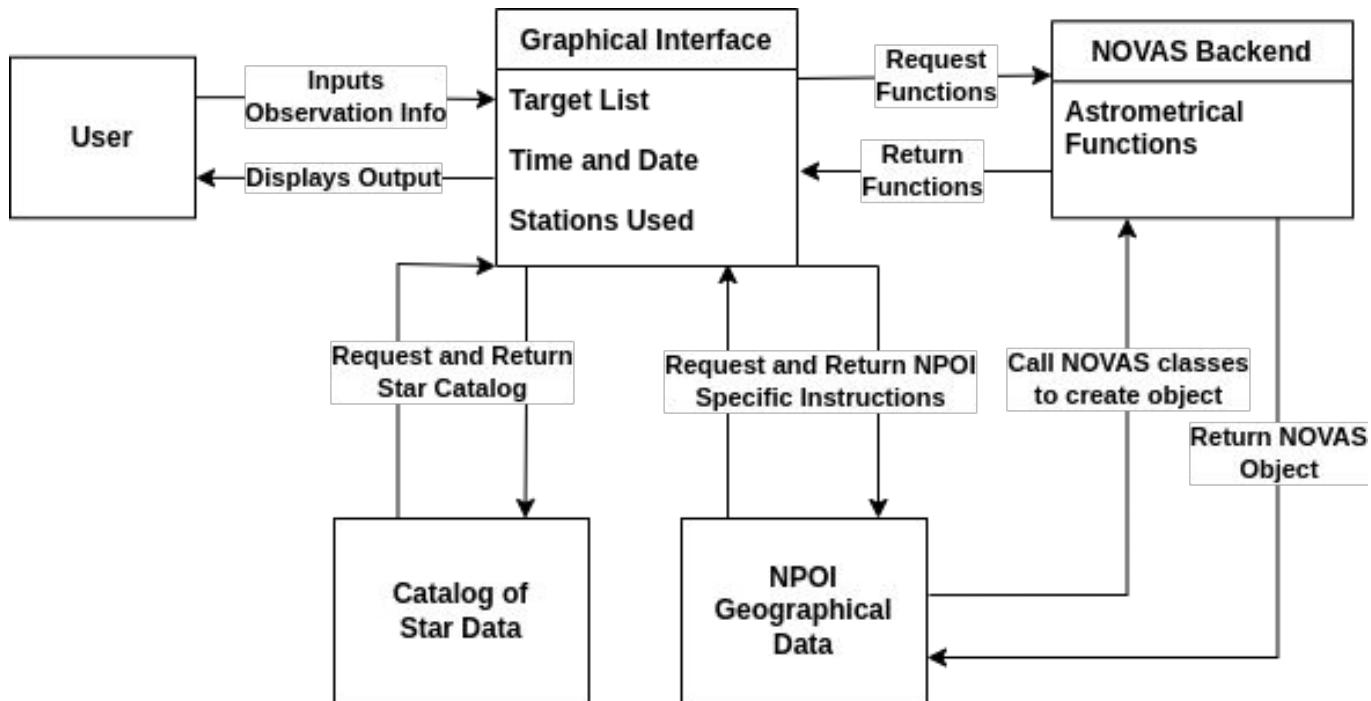 Graphical Interface
Target List
Time and Date
Stations Used
NOVAS Backend
Astrometrical
Functions
User
Inputs
Observation Info
Displays Output
Request
Functions
Return
Functions
Request and Return
Star Catalog
Request and Return NPOI
Specific Instructions
Call NOVAS classes
to create object
Return NOVAS
Object
Catalog of
Star Data
NPOI
Geographical
Data